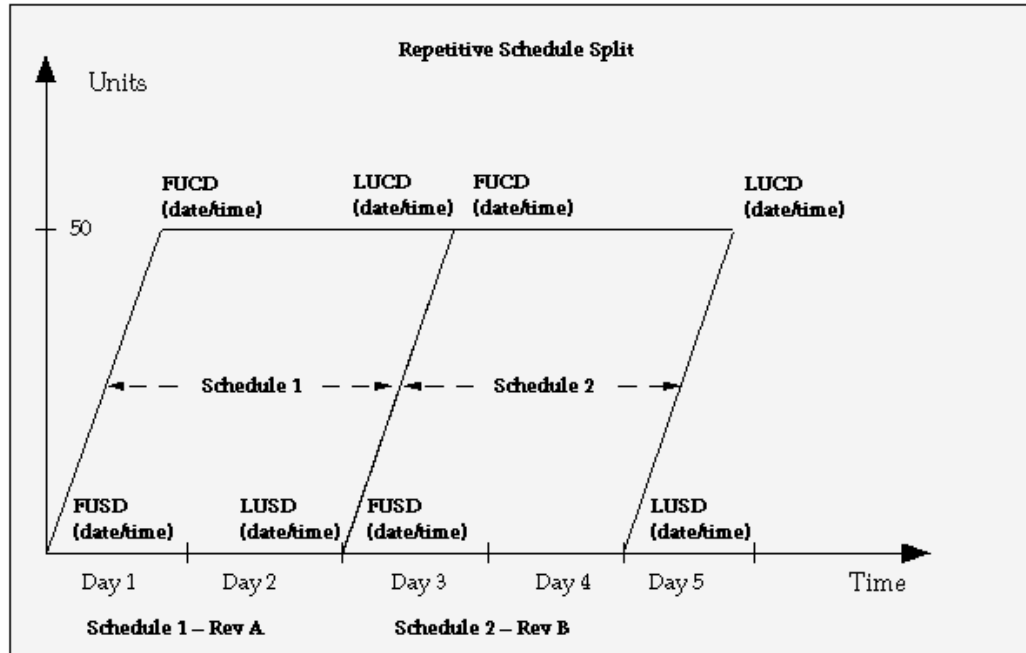 Repetitive Schedule Split
Units
FUCD
(date/time)
LUCD
(date/time)
FUCD
(date/time)
LUCD
(date/time)
50
Schedule 1
Schedule 2
FUSD
(date/time)
LUSD
(date/time)
FUSD
(date/time)
LUSD
(date/time)
Day 1
Day 2
Day 3
Day 4
Day 5
Time
Schedule 1 – Rev A
Schedule 2 – Rev B